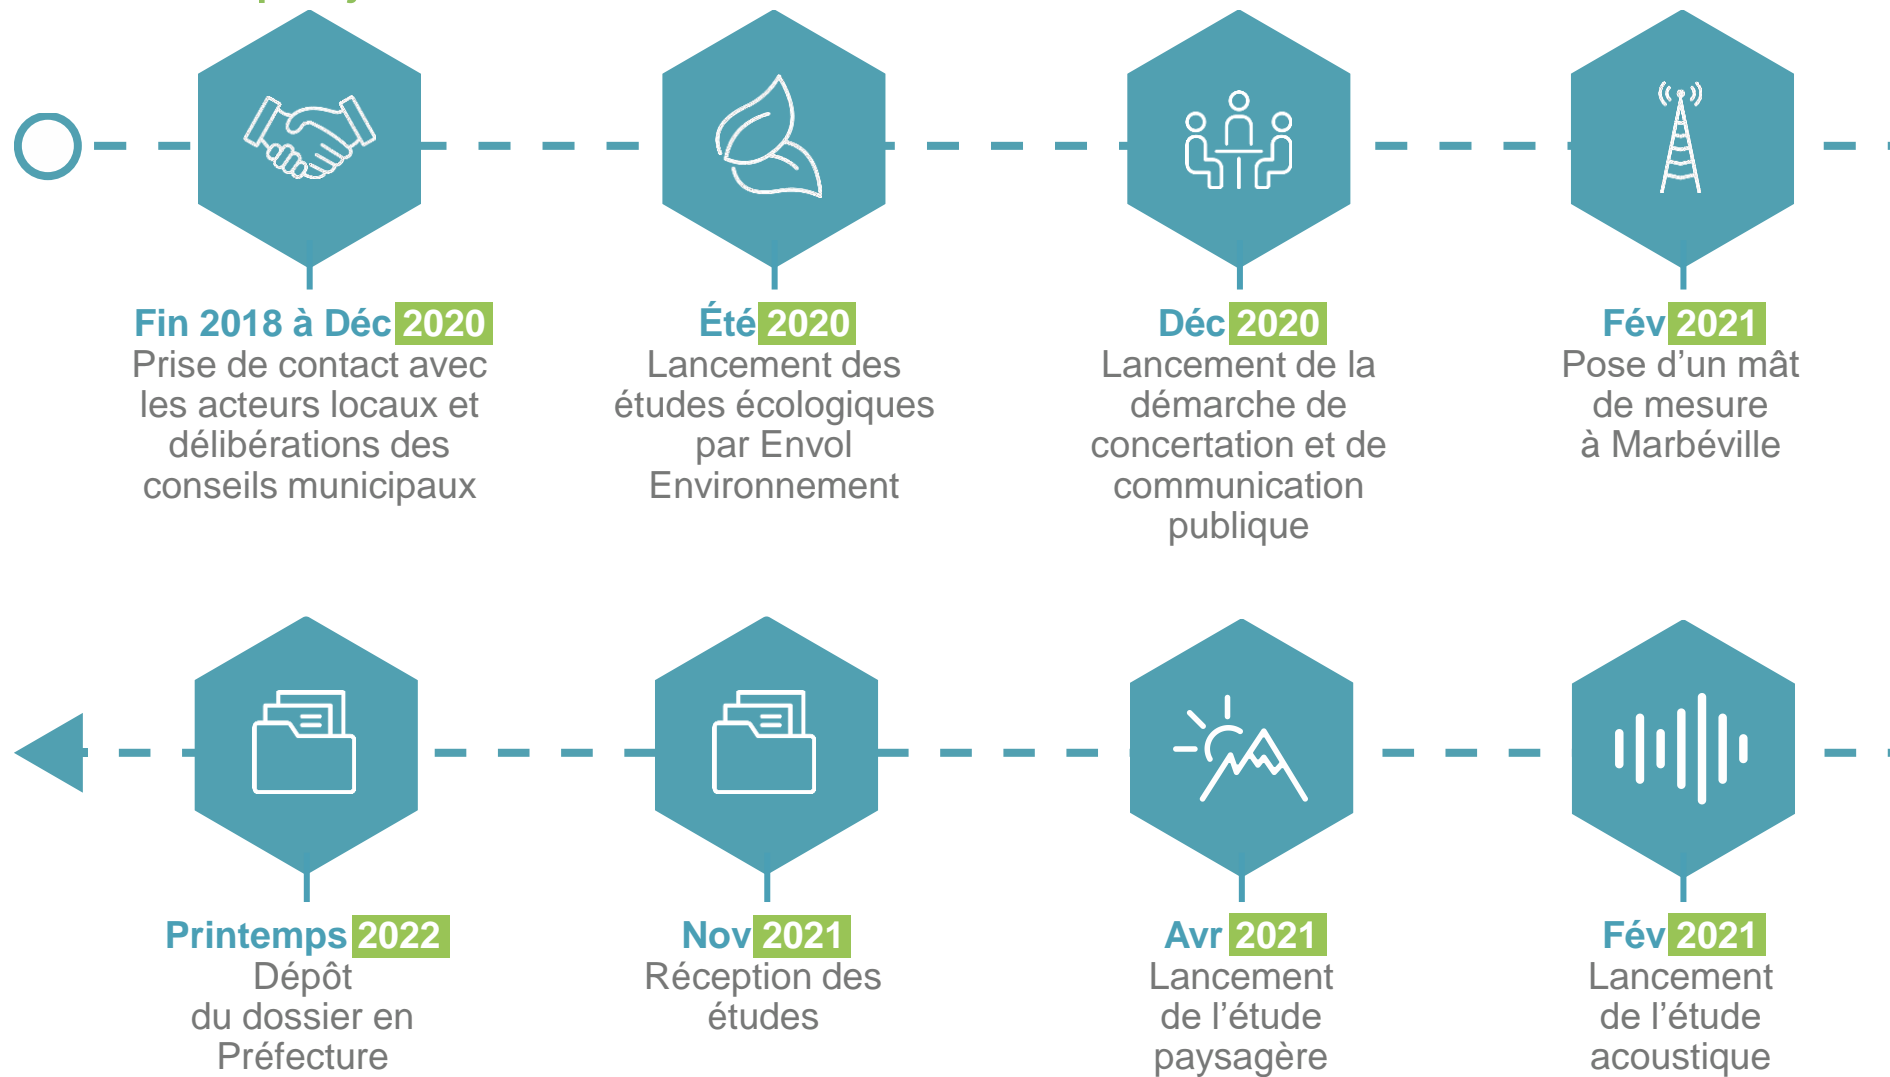 Fin 2018 à Déc 2020
Prise de contact avec
les acteurs locaux et
délibérations des
conseils municipaux
Été 2020
Lancement des
études écologiques
par Envol
Environnement
Déc 2020
Lancement de la
démarche de
concertation et de
communication
publique
Fév 2021
Pose d’un mât
de mesure
à Marbéville
Fév 2021
Lancement
de l’étude
acoustique
Avr 2021
Lancement
de l’étude
paysagère
Nov 2021
Réception des
études
Printemps 2022
Dépôt
du dossier en
Préfecture